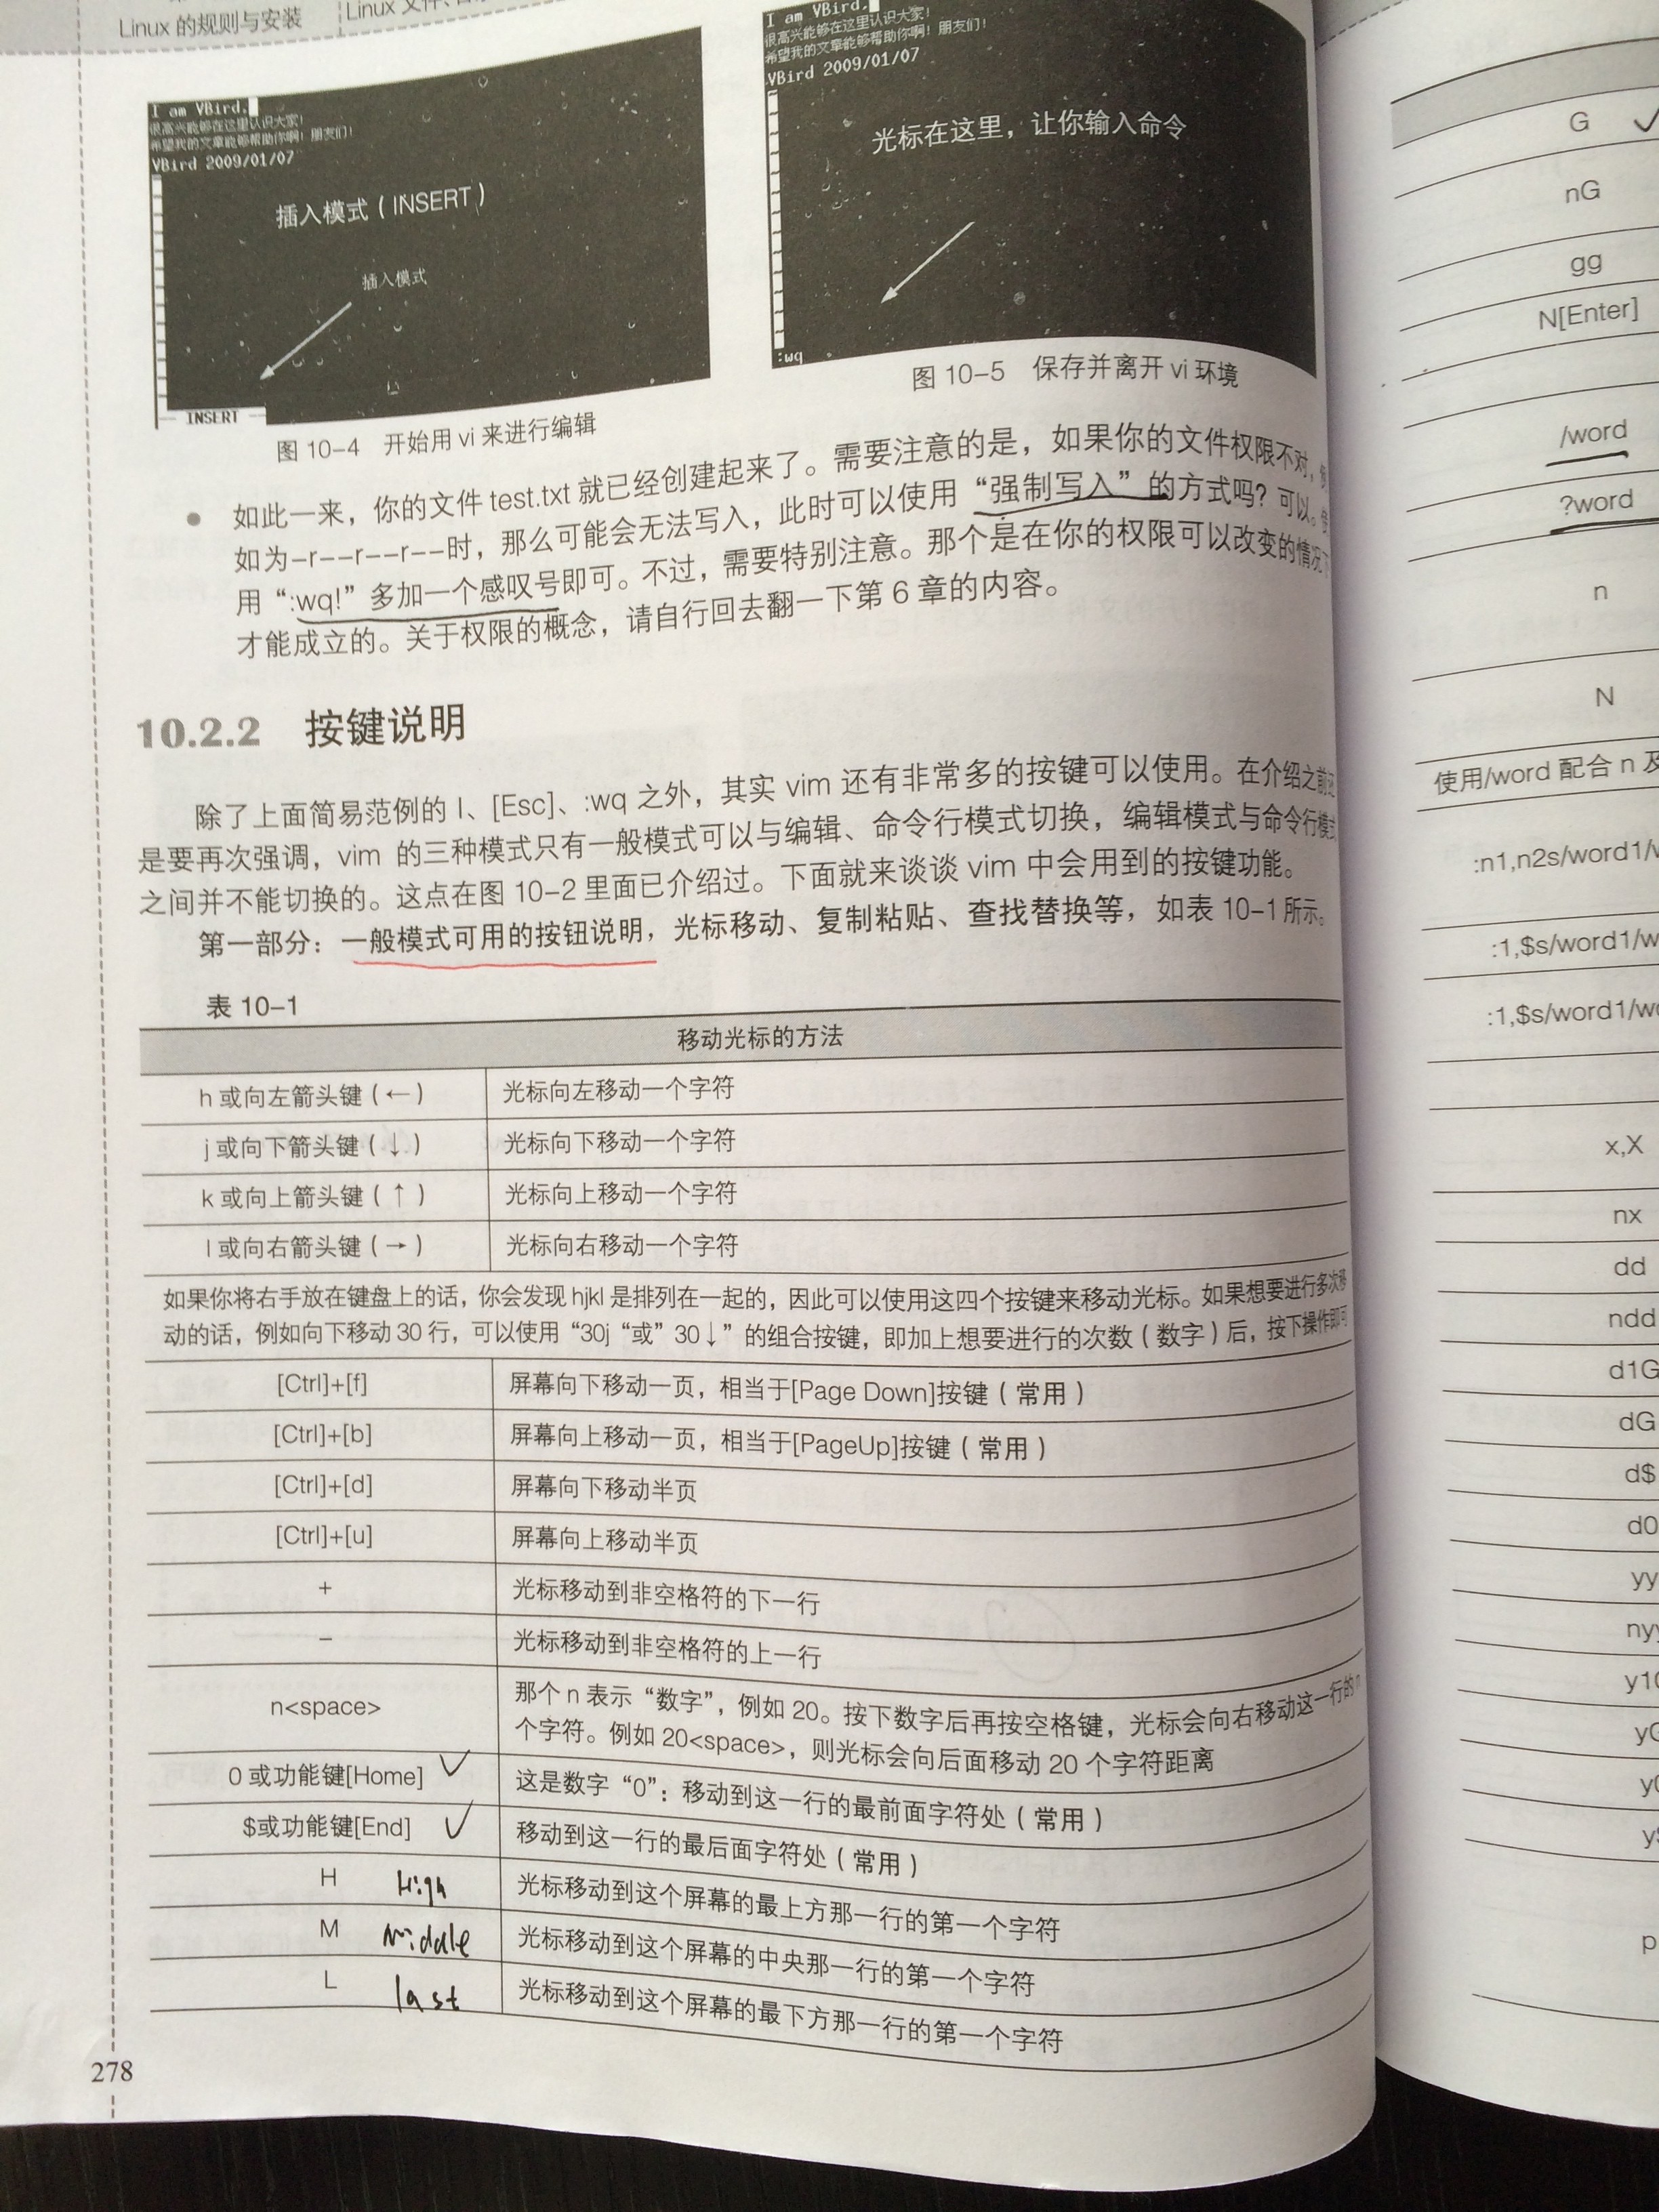 Linux 的规则与安装
Linux 文件、
I am VBird.
很高兴能够在这里认识大家!
希望我的文章能够帮助你啊! 朋友们!
VBird 2009/01/07
插入模式（INSERT）
插入模式
INSERT
图 10-4 开始用 vi 来进行编辑
I am VBird.
很高兴能够在这里认识大家!
希望我的文章能够帮助你啊! 朋友们!
VBird 2009/01/07
光标在这里，让你输入命令
:wq
图 10-5 保存并离开 vi 环境
● 如此一来，你的文件 test.txt 就已经创建起来了。需要注意的是，如果你的文件权限不对，
如为-r--r--r--时，那么可能会无法写入，此时可以使用“强制写入”的方式吗？可以。
用“:wq!”多加一个感叹号即可。不过，需要特别注意。那个是在你的权限可以改变的情况下
才能成立的。关于权限的概念，请自行回去翻一下第 6 章的内容。
10.2.2 按键说明
除了上面简易范例的 I、[Esc]、:wq 之外，其实 vim 还有非常多的按键可以使用。在介绍之前还
是要再次强调，vim 的三种模式只有一般模式可以与编辑、命令行模式切换，编辑模式与命令行模式
之间并不能切换的。这点在图 10-2 里面已介绍过。下面就来谈谈 vim 中会用到的按键功能。
第一部分：一般模式可用的按钮说明，光标移动、复制粘贴、查找替换等，如表 10-1 所示。
表 10-1
移动光标的方法
h 或向左箭头键（←） 光标向左移动一个字符
j 或向下箭头键（↓） 光标向下移动一个字符
k 或向上箭头键（↑） 光标向上移动一个字符
l 或向右箭头键（→） 光标向右移动一个字符
如果你将右手放在键盘上的话，你会发现 hjkl 是排列在一起的，因此可以使用这四个按键来移动光标。如果想要进行多次移
动的话，例如向下移动 30 行，可以使用“30j “或” 30↓”的组合按键，即加上想要进行的次数（数字）后，按下操作即可
[Ctrl]+[f] 屏幕向下移动一页，相当于[Page Down]按键（常用）
[Ctrl]+[b] 屏幕向上移动一页，相当于[PageUp]按键（常用）
[Ctrl]+[d] 屏幕向下移动半页
[Ctrl]+[u] 屏幕向上移动半页
+ 光标移动到非空格符的下一行
− 光标移动到非空格符的上一行
n<space> 那个 n 表示“数字”，例如 20。按下数字后再按空格键，光标会向右移动这一行的 n
个字符。例如 20<space>，则光标会向后面移动 20 个字符距离
0 或功能键[Home] ✓ 这是数字“0”：移动到这一行的最前面字符处（常用）
$或功能键[End] ✓ 移动到这一行的最后面字符处（常用）
H High 光标移动到这个屏幕的最上方那一行的第一个字符
M Middle 光标移动到这个屏幕的中央那一行的第一个字符
L last 光标移动到这个屏幕的最下方那一行的第一个字符
278
G ✓
nG
gg
N[Enter]
/word
?word
n
N
使用/word 配合 n 及
:n1,n2s/word1/w
:1,$s/word1/w
:1,$s/word1/wo
x,X
nx
dd
ndd
d1G
dG
d$
d0
yy
nyy
y1G
yG
y0
y$
p